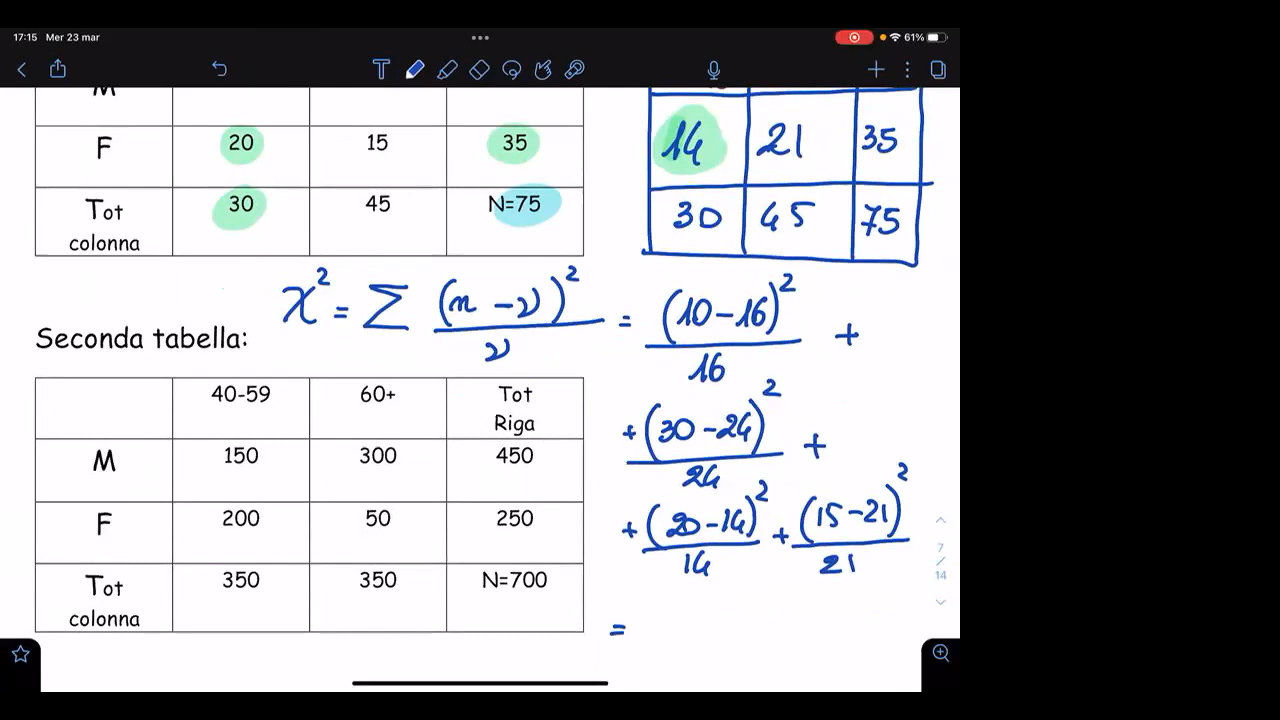 17:15 Mer 23 mar 61%
M
F 20 15 35
Tot colonna 30 45 N=75
14 21 35
30 45 75
χ² = Σ (n - ν)² / ν = (10-16)² / 16 +
+ (30-24)² / 24 +
+ (20-14)² / 14 + (15-21)² / 21
=
Seconda tabella:
40-59 60+ Tot Riga
M 150 300 450
F 200 50 250
Tot colonna 350 350 N=700
7
/
14